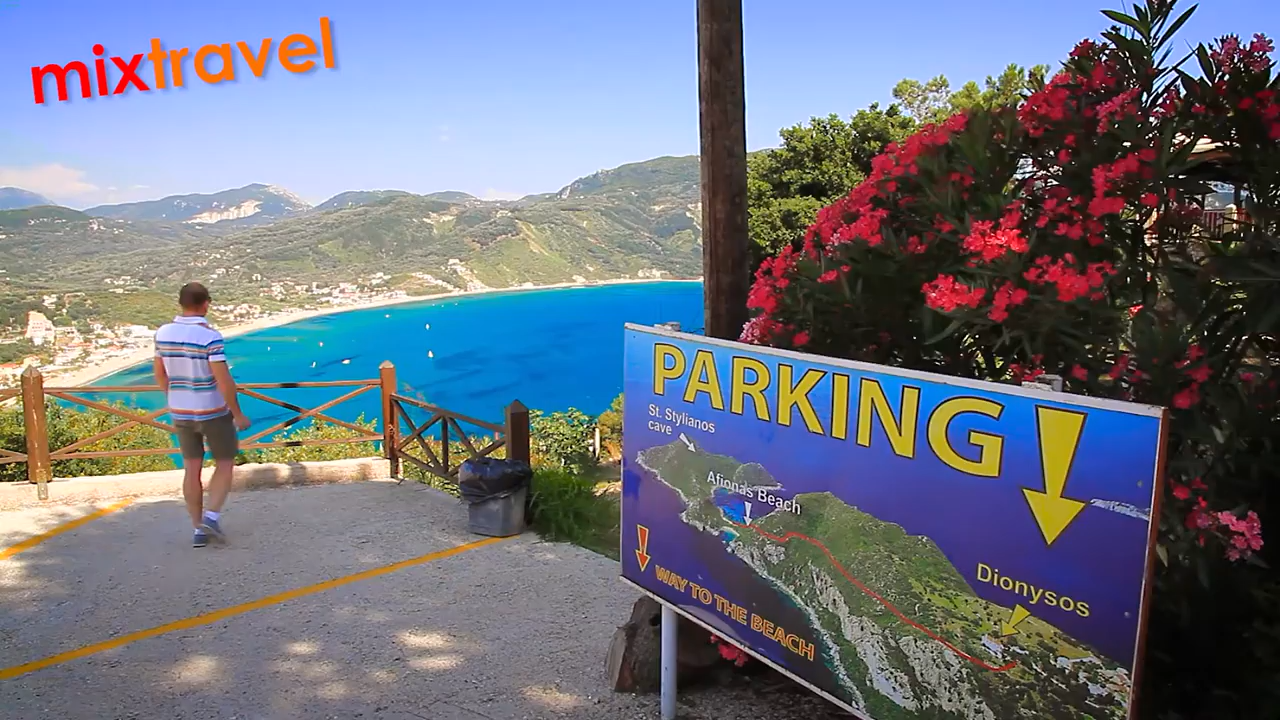 mixtravel
PARKING
St. Stylianos
cave
Afionas Beach
Dionysos
WAY TO THE BEACH